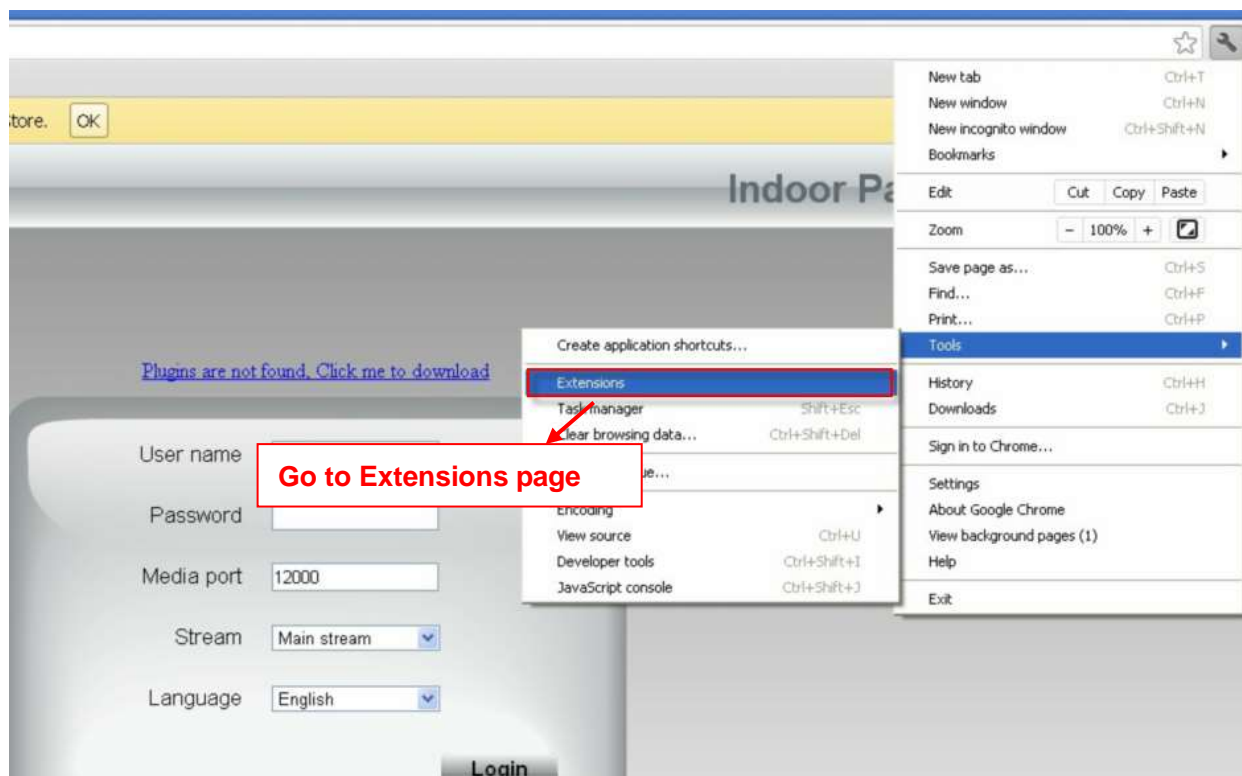 New tab Ctrl+T
New window Ctrl+N
New incognito window Ctrl+Shift+N
Bookmarks
Edit Cut Copy Paste
Zoom - 100% +
Save page as... Ctrl+S
Find... Ctrl+F
Print... Ctrl+P
Tools
History Ctrl+H
Downloads Ctrl+J
Sign in to Chrome...
Settings
About Google Chrome
View background pages (1)
Help
Exit
tore. OK
Indoor Pa
Create application shortcuts...
Extensions
Task manager Shift+Esc
Clear browsing data... Ctrl+Shift+Del
ue...
Encoding
View source Ctrl+U
Developer tools Ctrl+Shift+I
JavaScript console Ctrl+Shift+J
Go to Extensions page
Plugins are not found, Click me to download
User name
Password
Media port 12000
Stream Main stream
Language English
Login